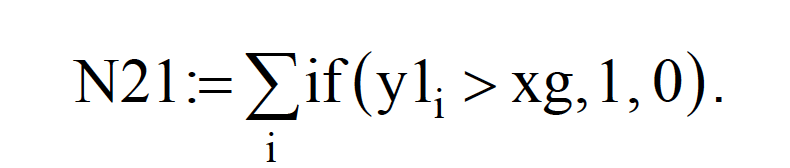 N21:= ∑ if(y1ᵢ > xg, 1, 0).
i